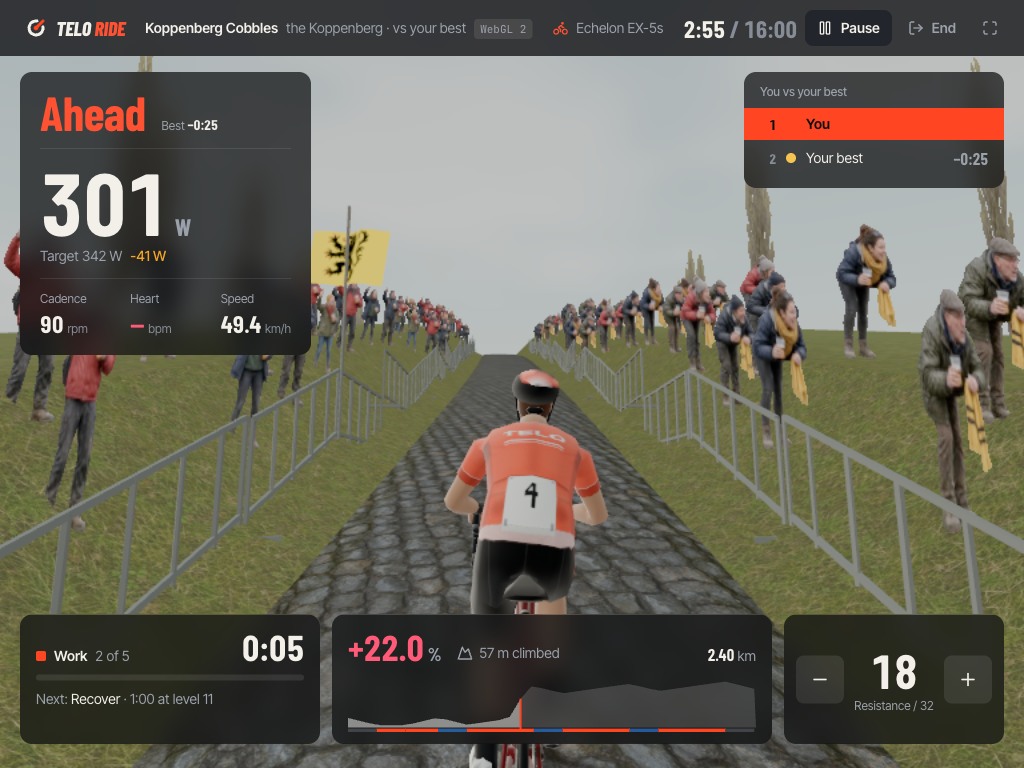 TELO RIDE
Koppenberg Cobbles the Koppenberg · vs your best WebGL 2
Echelon EX-5s
2:55 / 16:00
Pause
End
Ahead Best −0:25
301 W
Target 342 W -41 W
Cadence Heart Speed
90 rpm — bpm 49.4 km/h
You vs your best
1 You
2 Your best −0:25
TELO
4
Work 2 of 5 0:05
Next: Recover · 1:00 at level 11
+22.0 % 57 m climbed 2.40 km
− 18 +
Resistance / 32